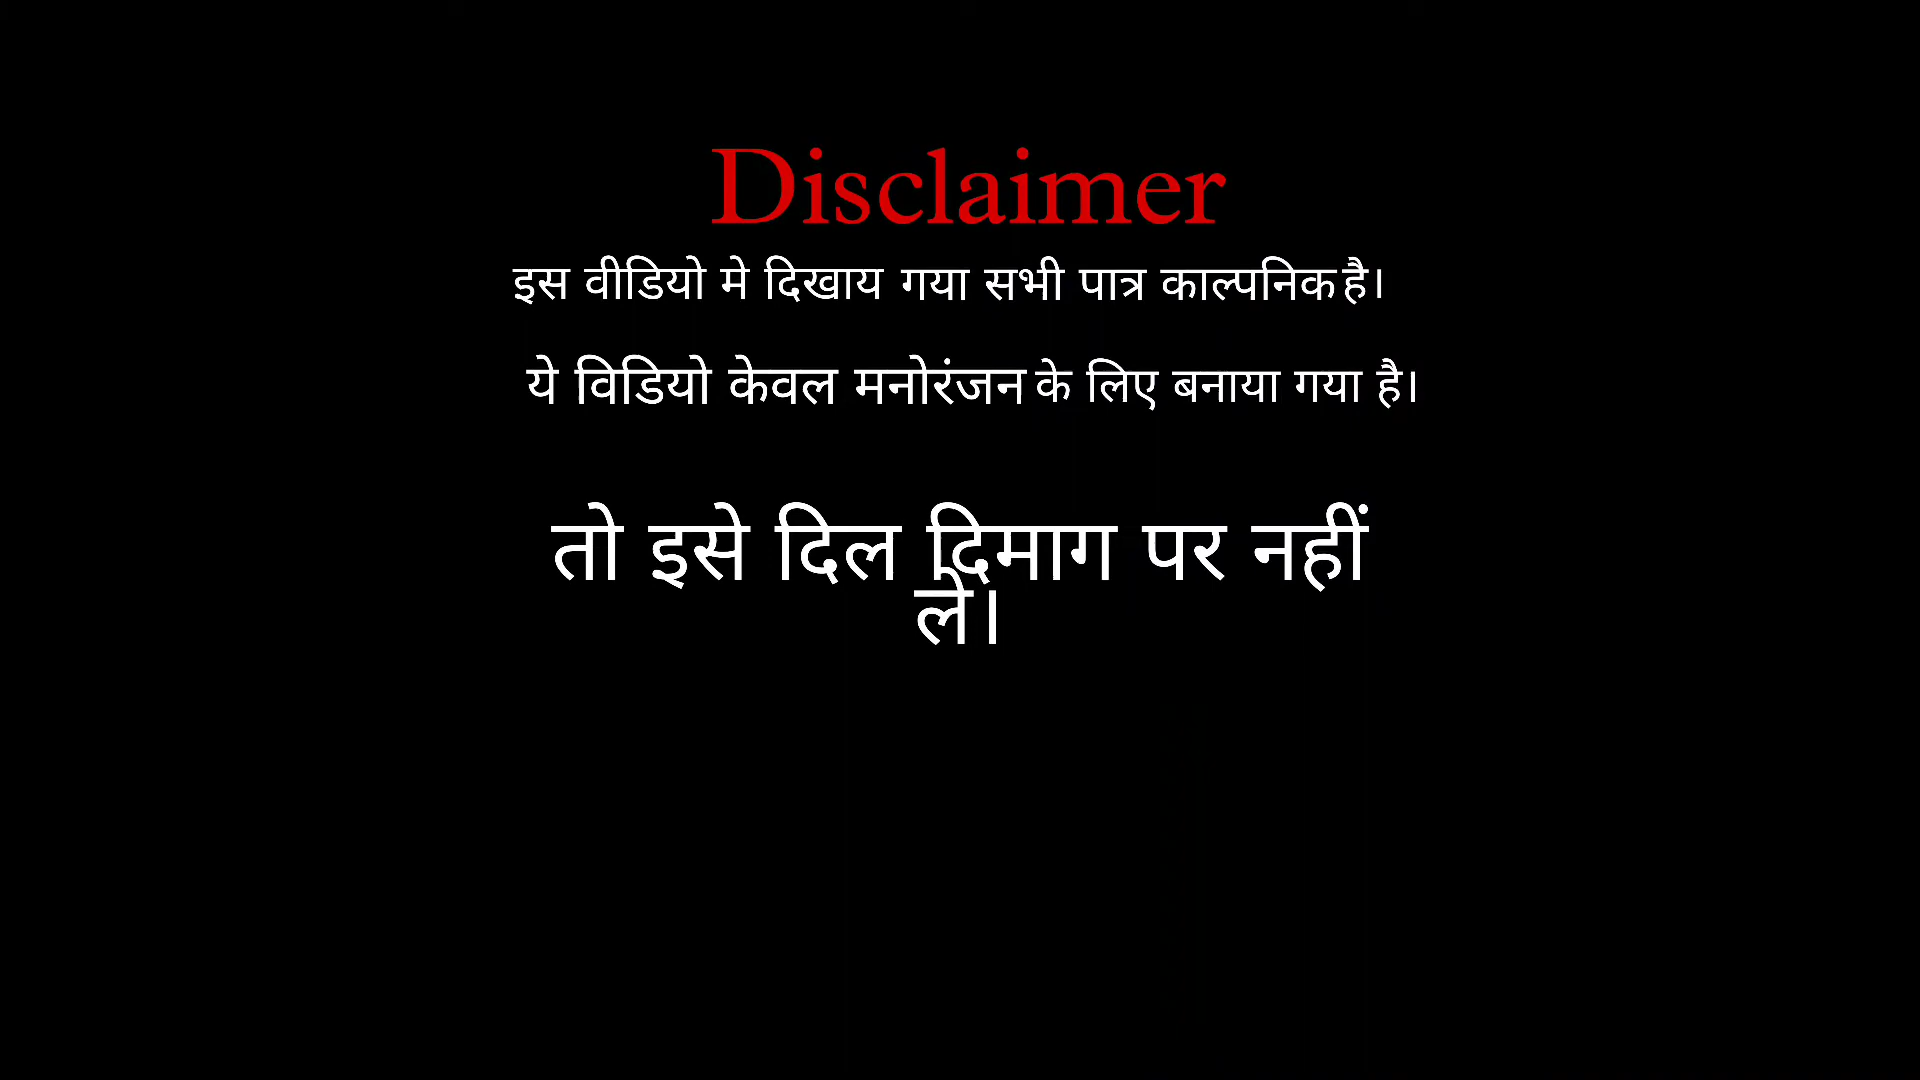 Disclaimer
इस वीडियो मे दिखाय गया सभी पात्र काल्पनिक है।
ये विडियो केवल मनोरंजन के लिए बनाया गया है।
तो इसे दिल दिमाग पर नहीं
ले।